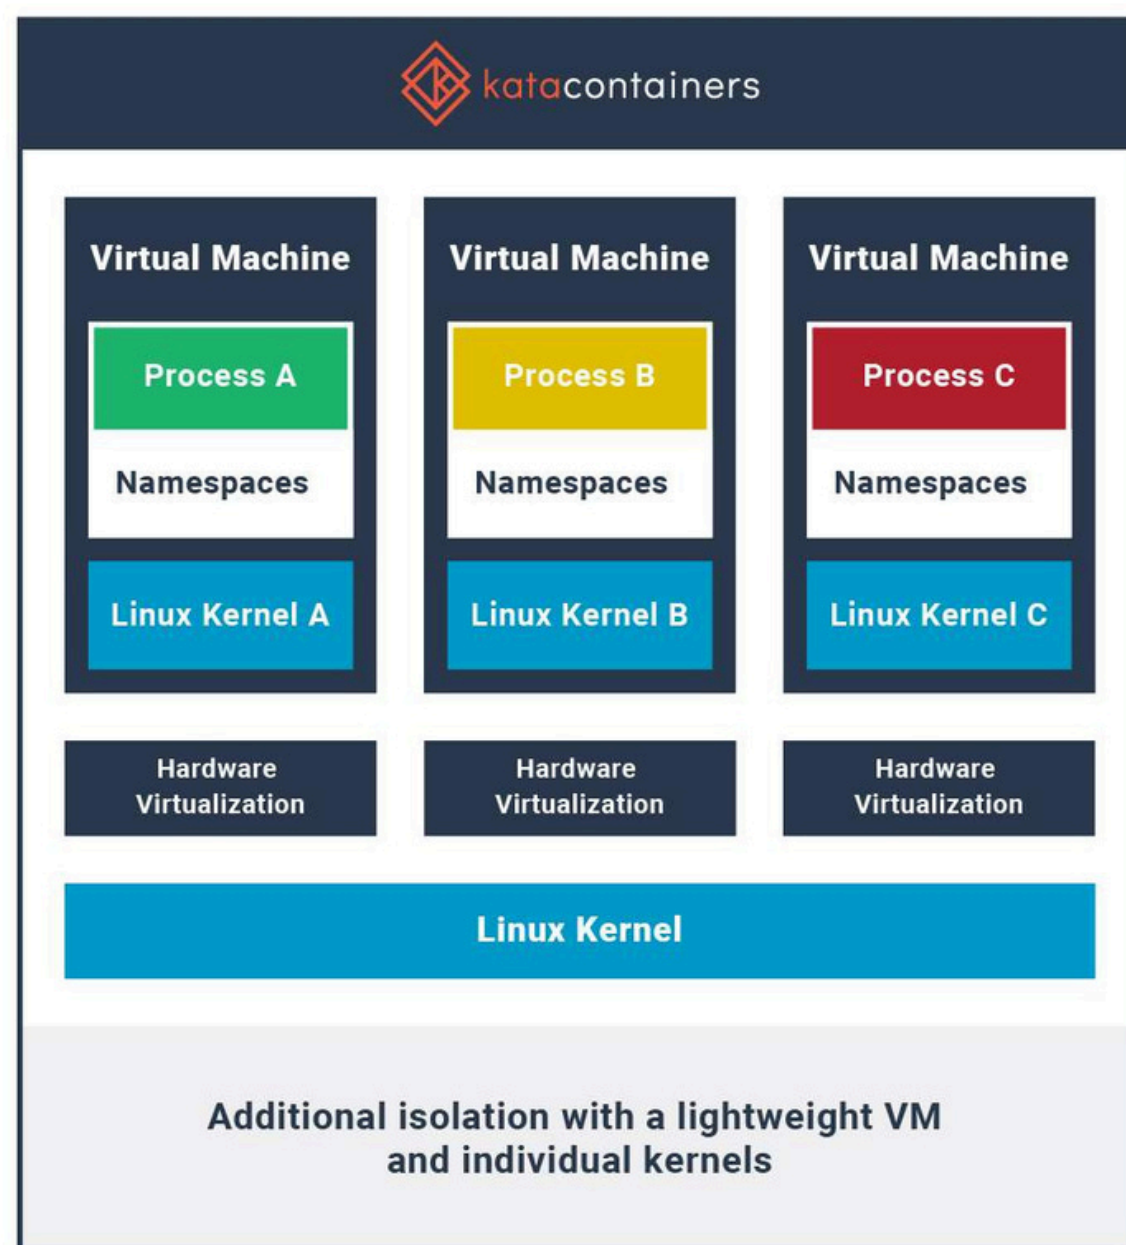 katacontainers
Virtual Machine
Process A
Namespaces
Linux Kernel A
Virtual Machine
Process B
Namespaces
Linux Kernel B
Virtual Machine
Process C
Namespaces
Linux Kernel C
Hardware
Virtualization
Hardware
Virtualization
Hardware
Virtualization
Linux Kernel
Additional isolation with a lightweight VM
and individual kernels